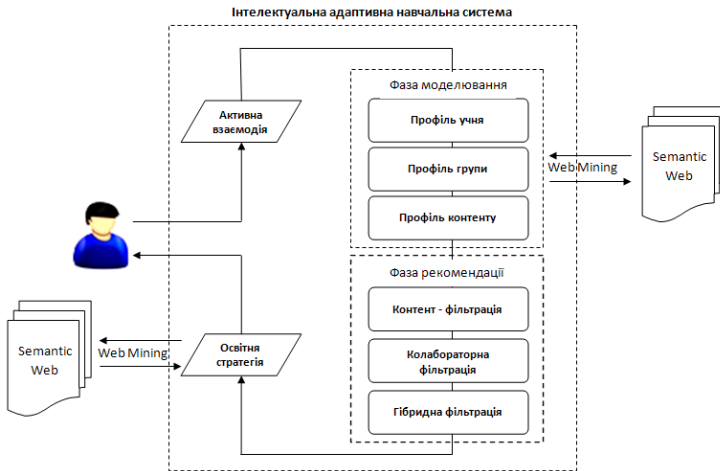 Інтелектуальна адаптивна навчальна система
Активна
взаємодія
Фаза моделювання
Профіль учня
Профіль групи
Профіль контенту
Web Mining
Semantic
Web
Фаза рекомендації
Контент - фільтрація
Колабораторна
фільтрація
Гібридна фільтрація
Освітня
стратегія
Web Mining
Semantic
Web